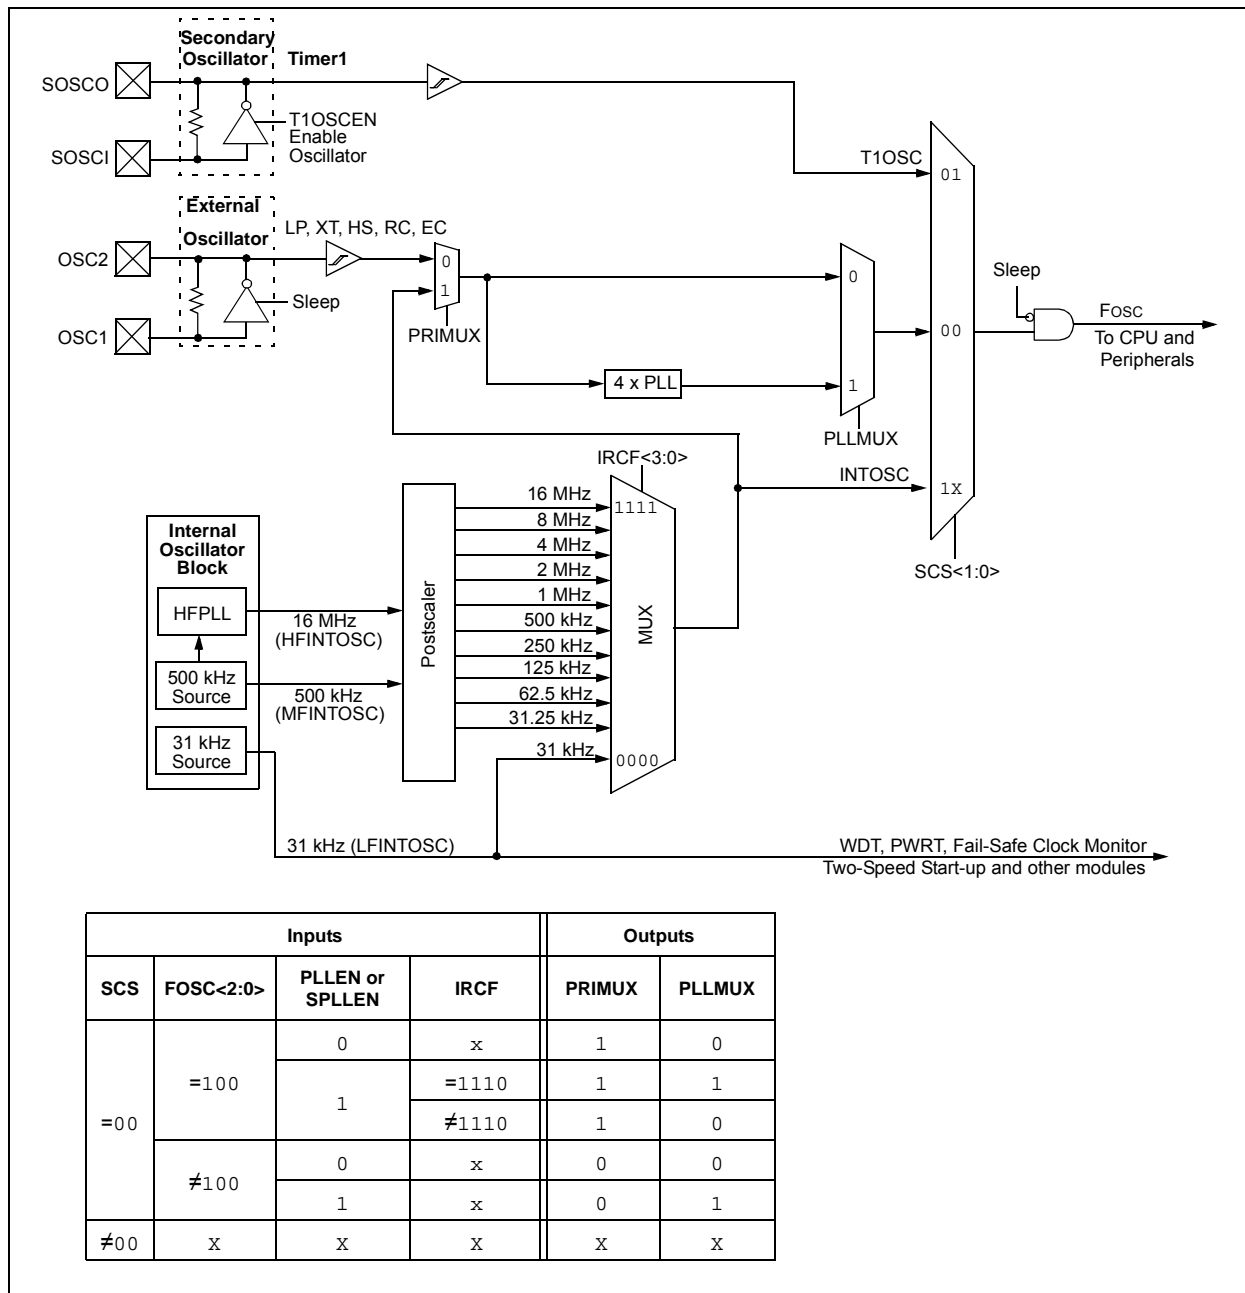 Secondary
Oscillator
Timer1
SOSCO
T1OSCEN
Enable
Oscillator
SOSCI
T1OSC
01
External
Oscillator
LP, XT, HS, RC, EC
OSC2
Sleep
OSC1
0
1
PRIMUX
4 x PLL
0
1
PLLMUX
00
Sleep
FOSC
To CPU and
Peripherals
INTOSC
1X
SCS<1:0>
IRCF<3:0>
Internal
Oscillator
Block
HFPLL
500 kHz
Source
31 kHz
Source
16 MHz
(HFINTOSC)
500 kHz
(MFINTOSC)
Postscaler
16 MHz
8 MHz
4 MHz
2 MHz
1 MHz
500 kHz
250 kHz
125 kHz
62.5 kHz
31.25 kHz
31 kHz
1111
MUX
0000
31 kHz (LFINTOSC)
WDT, PWRT, Fail-Safe Clock Monitor
Two-Speed Start-up and other modules
Inputs Outputs
SCS FOSC<2:0> PLLEN or SPLLEN IRCF PRIMUX PLLMUX
=00 =100 0 x 1 0
1 =1110 1 1
≠1110 1 0
≠100 0 x 0 0
1 x 0 1
≠00 X X X X X